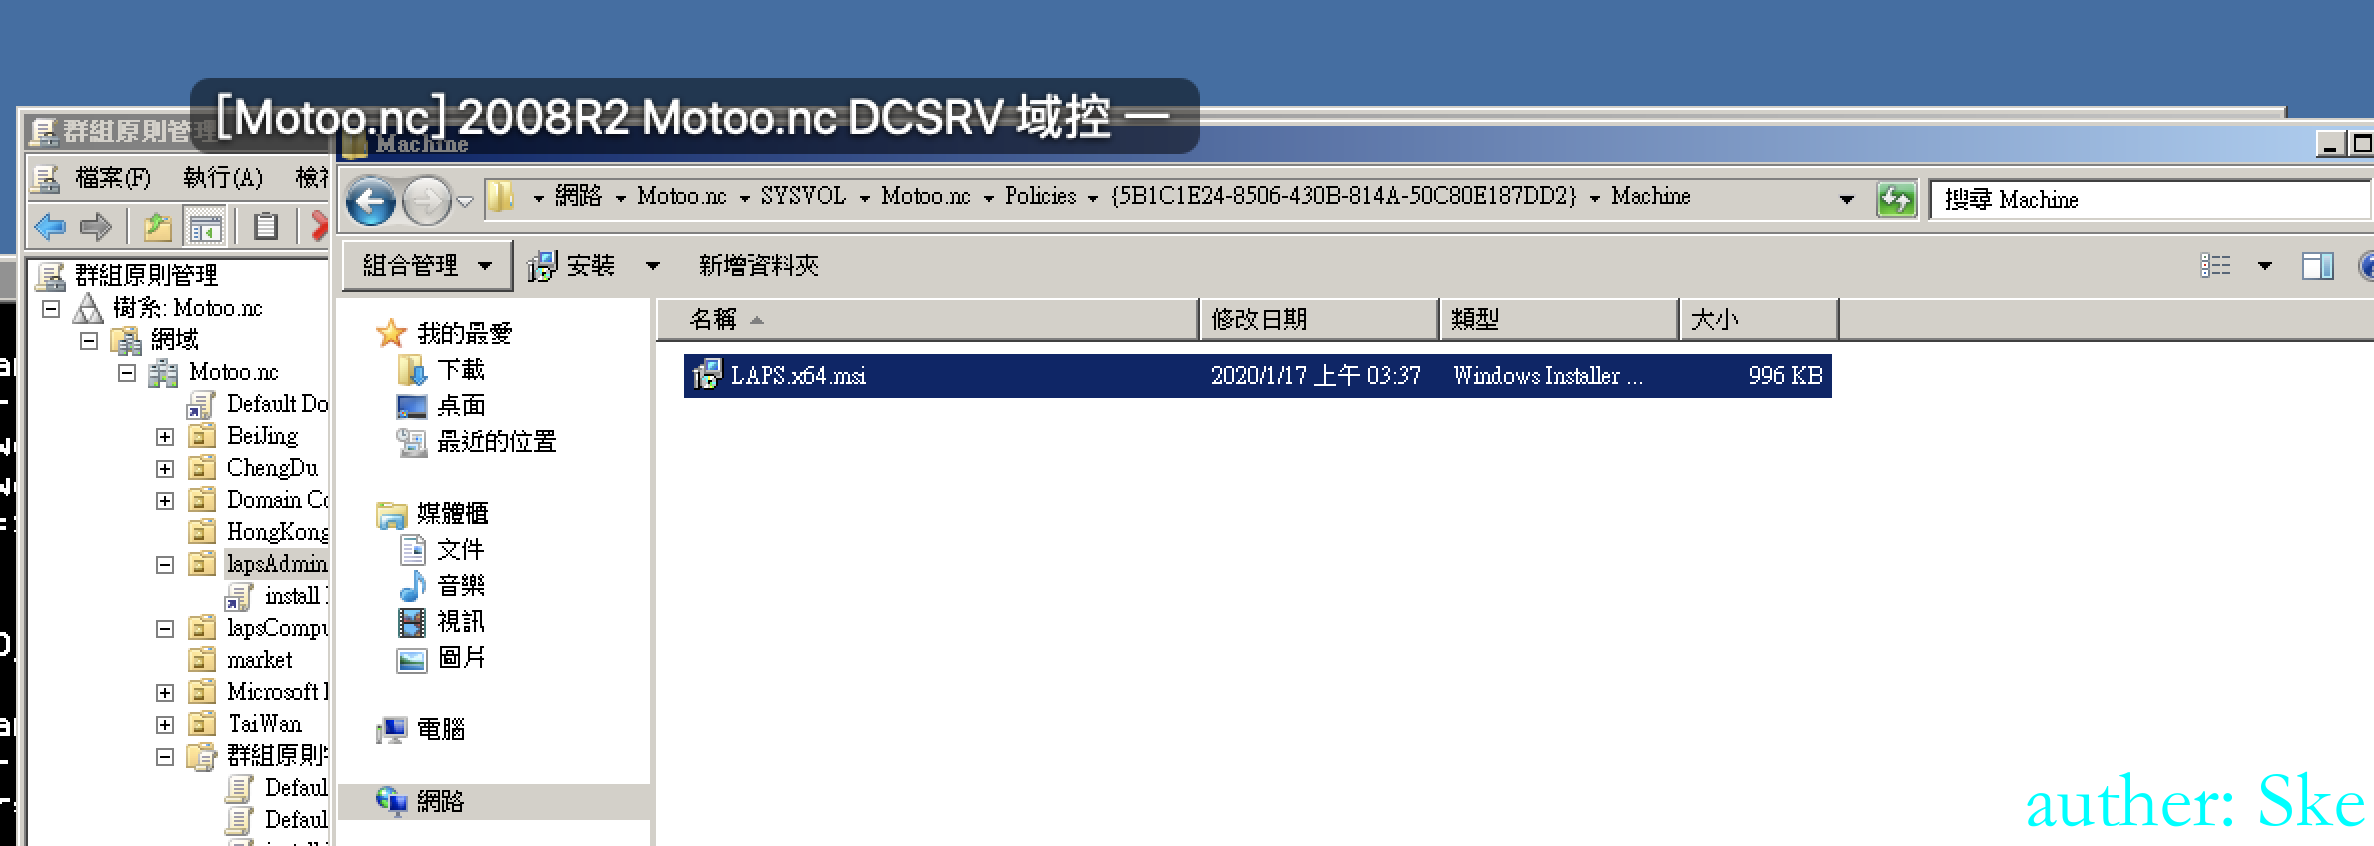 [Motoo.nc] 2008R2 Motoo.nc DCSRV 域控 一
群組原則管理
Machine
檔案(F) 執行(A) 檢視
網路 Motoo.nc SYSVOL Motoo.nc Policies {5B1C1E24-8506-430B-814A-50C80E187DD2} Machine
搜尋 Machine
組合管理 安裝 新增資料夾
群組原則管理
樹系: Motoo.nc
網域
Motoo.nc
Default Do
BeiJing
ChengDu
Domain Co
HongKong
lapsAdmin
install
lapsCompu
market
Microsoft
TaiWan
群組原則
Defaul
Defaul
我的最愛
下載
桌面
最近的位置
媒體櫃
文件
音樂
視訊
圖片
電腦
網路
名稱 修改日期 類型 大小
LAPS.x64.msi 2020/1/17 上午 03:37 Windows Installer ... 996 KB
auther: Ske